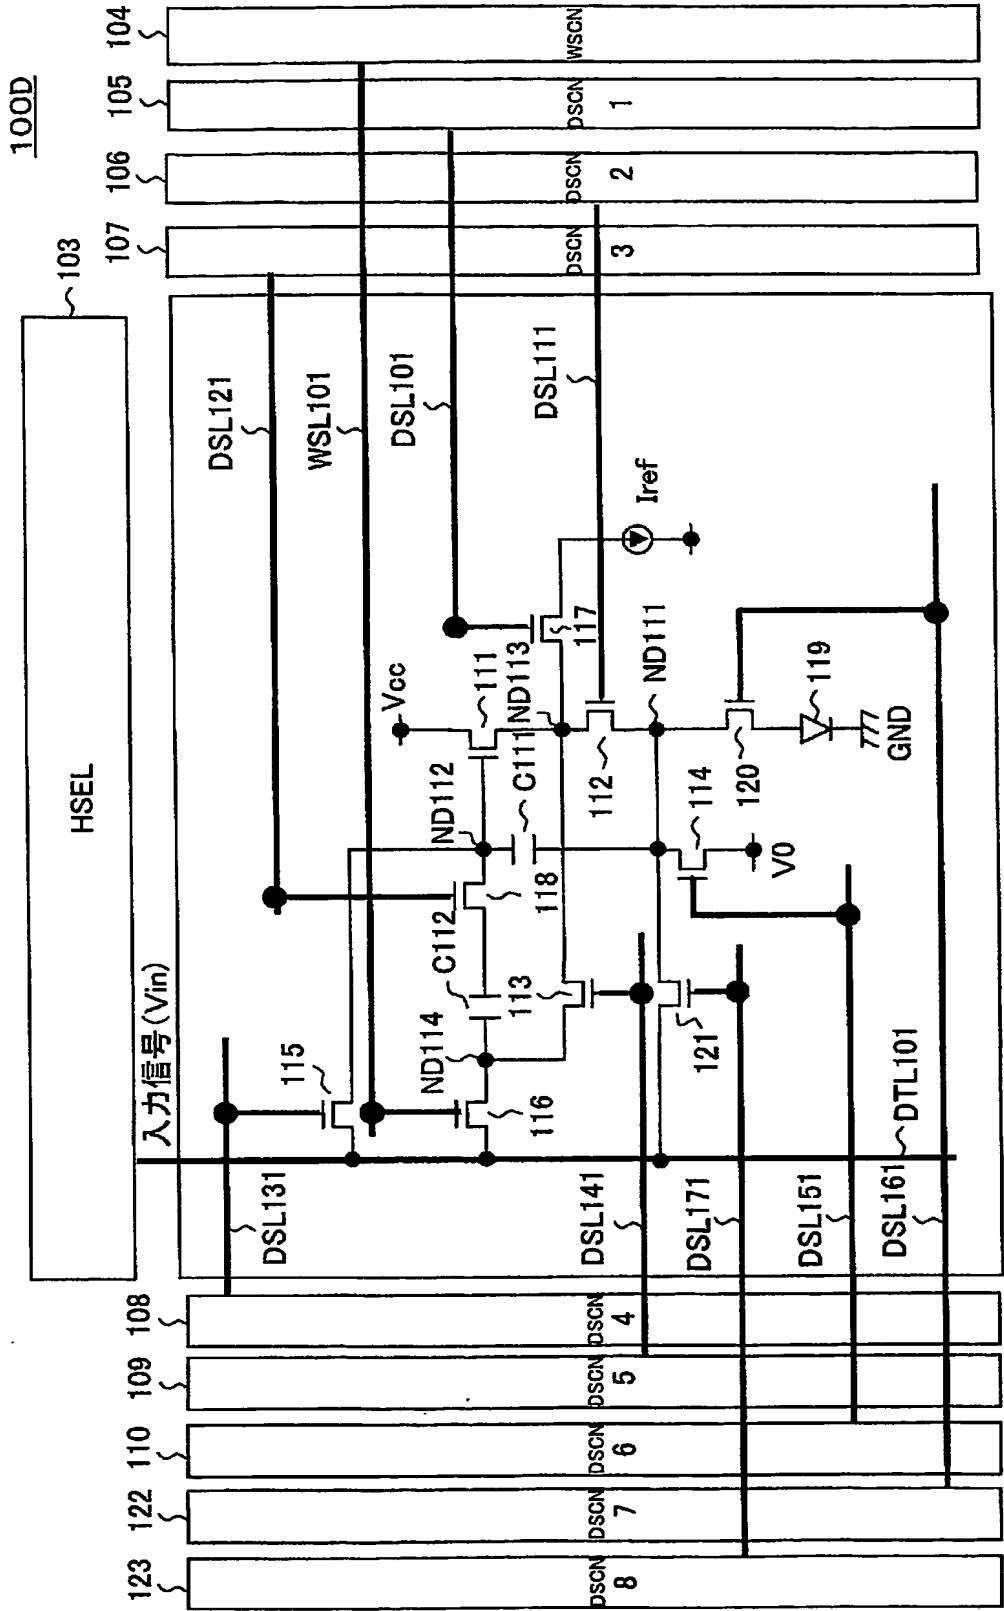 100D
HSEL
103
104
WSCN
105
DSCN
1
106
DSCN
2
107
DSCN
3
入力信号(Vin)
DSL131
115
DSL121
WSL101
DSL101
DSL111
Vcc
111
ND112
C111
118
C112
ND114
116
113
ND113
117
Iref
112
ND111
114
V0
120
119
GND
121
DSL141
DSL171
DSL151
DSL161
DTL101
108
DSCN
4
109
DSCN
5
110
DSCN
6
122
DSCN
7
123
DSCN
8